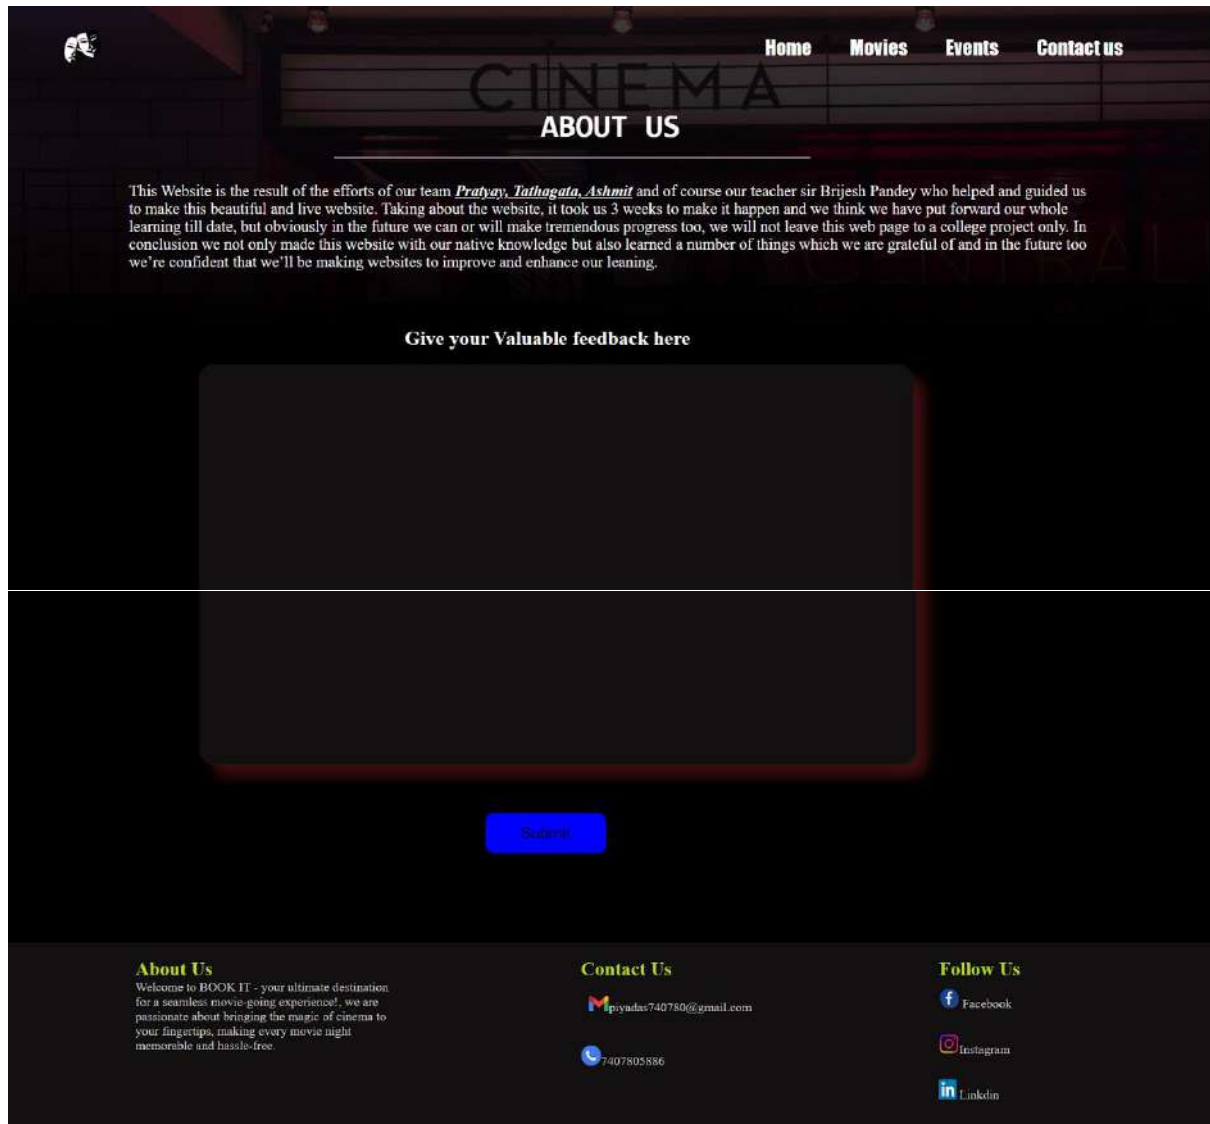 Home Movies Events Contact us
CINEMA
ABOUT US
This Website is the result of the efforts of our team Pratyay, Tathagata, Ashmit and of course our teacher sir Brijesh Pandey who helped and guided us
to make this beautiful and live website. Taking about the website, it took us 3 weeks to make it happen and we think we have put forward our whole
learning till date, but obviously in the future we can or will make tremendous progress too, we will not leave this web page to a college project only. In
conclusion we not only made this website with our native knowledge but also learned a number of things which we are grateful of and in the future too
we're confident that we'll be making websites to improve and enhance our leaning.
CENTRAL
Give your Valuable feedback here
Submit
About Us
Welcome to BOOK IT - your ultimate destination
for a seamless movie-going experience!, we are
passionate about bringing the magic of cinema to
your fingertips, making every movie night
memorable and hassle-free.
Contact Us
piyadas740780@gmail.com
7407805886
Follow Us
Facebook
Instagram
Linkdin